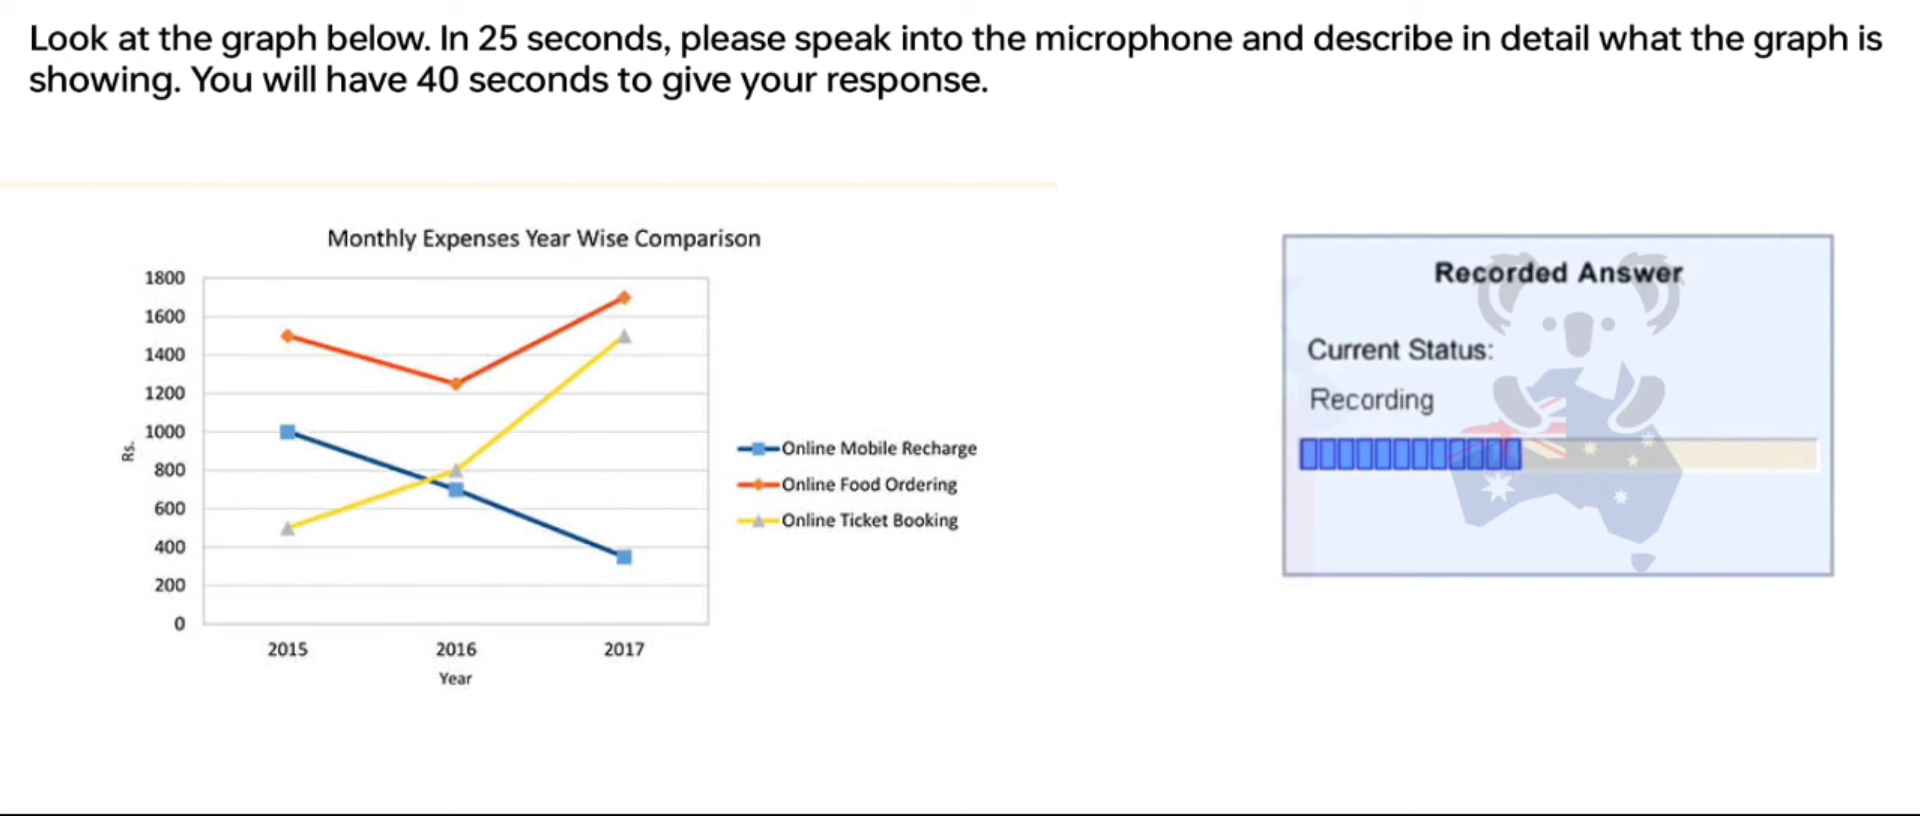 Look at the graph below. In 25 seconds, please speak into the microphone and describe in detail what the graph is
showing. You will have 40 seconds to give your response.
Monthly Expenses Year Wise Comparison
1800
1600
1400
1200
1000
800
600
400
200
0
Rs.
2015 2016 2017
Year
Online Mobile Recharge
Online Food Ordering
Online Ticket Booking
Recorded Answer
Current Status:
Recording